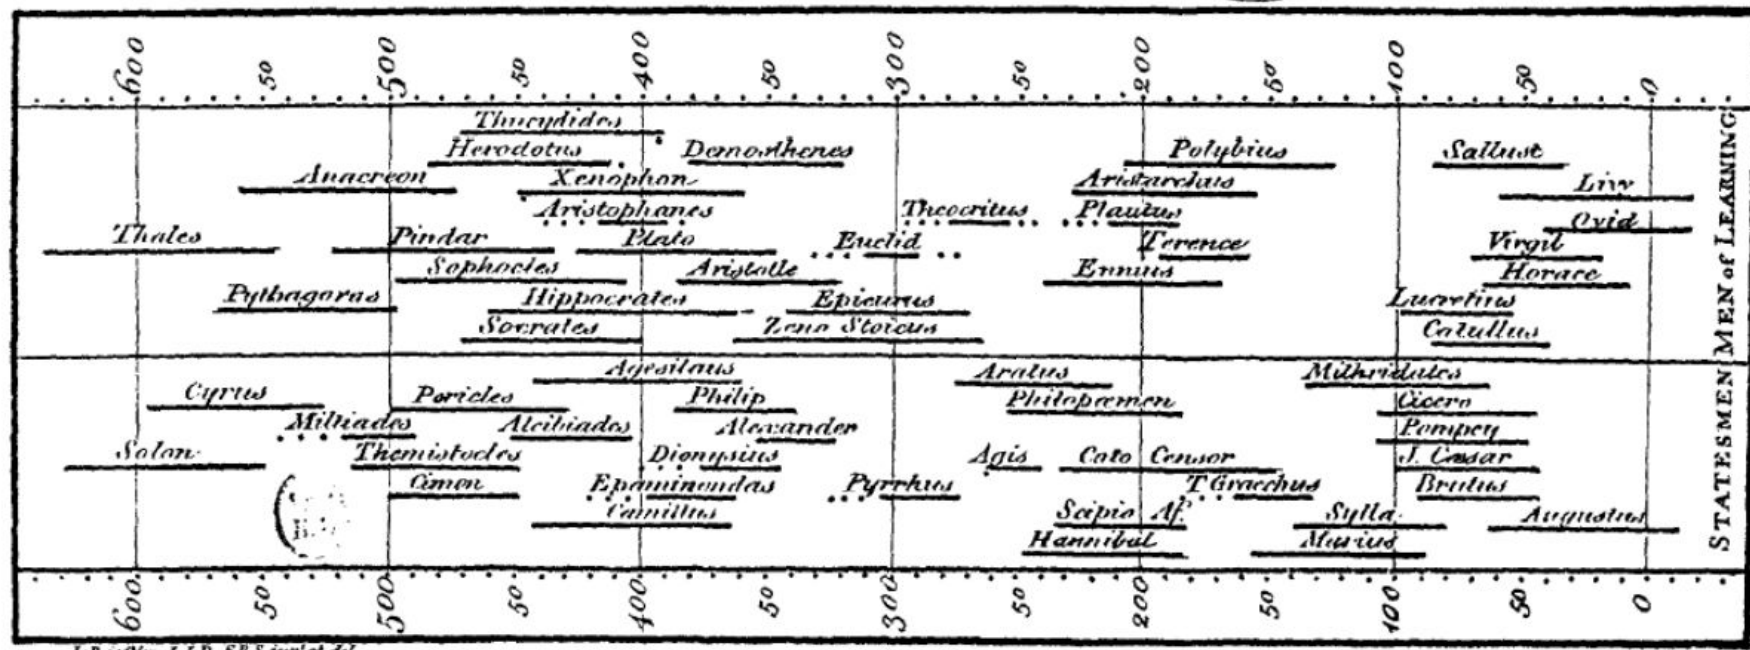 600 50 500 50 400 50 300 50 200 50 100 50 0
Thucydides
Herodotus Demosthenes Polybius Sallust
Anacreon Xenophon Aristarchus Livy
Aristophanes Theocritus Plautus Ovid
Thales Pindar Plato Euclid Terence Virgil
Sophocles Aristotle Ennius Horace
Pythagoras Hippocrates Epicurus Lucretius
Socrates Zeno Stoicus Catullus
MEN of LEARNING
Agesilaus Aratus Mithridates
Cyrus Pericles Philip Philopœmen Cicero
Miltiades Alcibiades Alexander Pompey
Solon Themistocles Dionysius Agis Cato Censor J. Cæsar
Cimon Epaminondas Pyrrhus T Gracchus Brutus
Camillus Scipio Af. Sylla Augustus
Hannibal Marius
STATESMEN
600 50 500 50 400 50 300 50 200 50 100 50 0